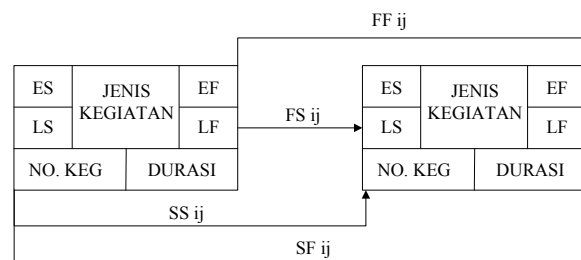 FF ij
ES
JENIS
KEGIATAN
EF
LS
LF
NO. KEG
DURASI
FS ij
ES
JENIS
KEGIATAN
EF
LS
LF
NO. KEG
DURASI
SS ij
SF ij